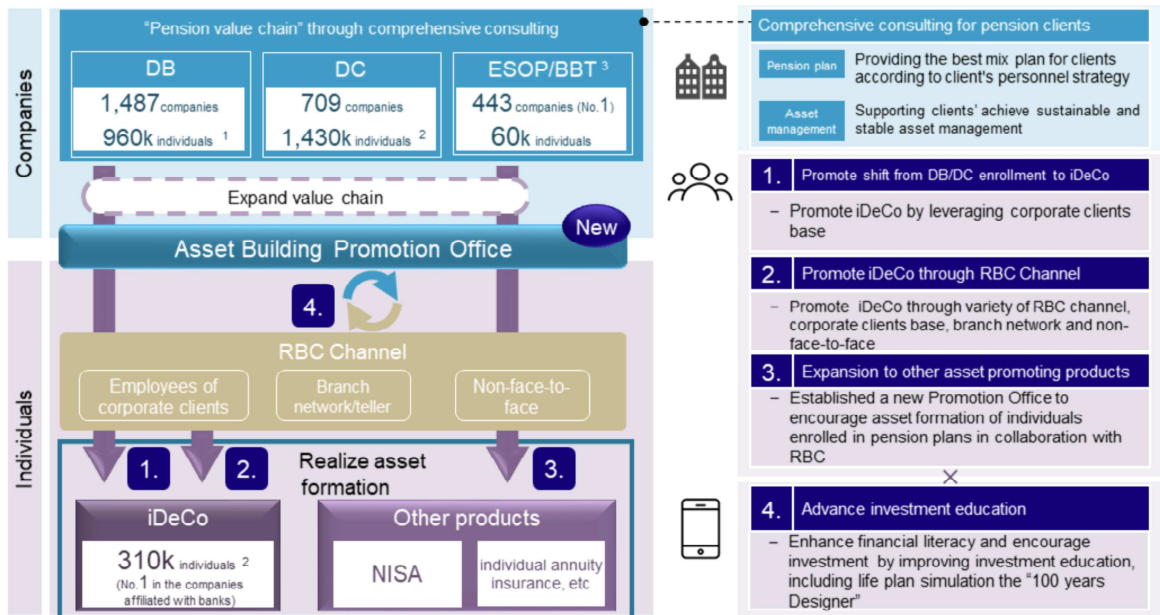 Companies
"Pension value chain" through comprehensive consulting
DB
1,487 companies
960k individuals 1
DC
709 companies
1,430k individuals 2
ESOP/BBT 3
443 companies (No.1)
60k individuals
Expand value chain
New
Asset Building Promotion Office
Individuals
4.
RBC Channel
Employees of
corporate clients
Branch
network/teller
Non-face-to-
face
1.
2.
Realize asset
formation
3.
iDeCo
310k individuals 2
(No.1 in the companies
affiliated with banks)
Other products
NISA
individual annuity
insurance, etc
Comprehensive consulting for pension clients
Pension plan
Providing the best mix plan for clients
according to client's personnel strategy
Asset
management
Supporting clients' achieve sustainable and
stable asset management
1. Promote shift from DB/DC enrollment to iDeCo
– Promote iDeCo by leveraging corporate clients
base
2. Promote iDeCo through RBC Channel
– Promote iDeCo through variety of RBC channel,
corporate clients base, branch network and non-
face-to-face
3. Expansion to other asset promoting products
– Established a new Promotion Office to
encourage asset formation of individuals
enrolled in pension plans in collaboration with
RBC
×
4. Advance investment education
– Enhance financial literacy and encourage
investment by improving investment education,
including life plan simulation the "100 years
Designer"